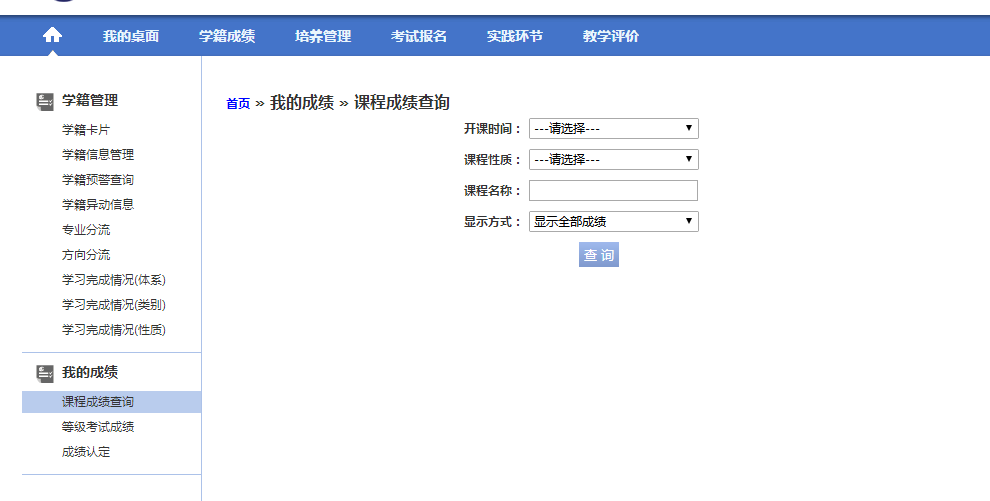 我的桌面 学籍成绩 培养管理 考试报名 实践环节 教学评价
学籍管理
学籍卡片
学籍信息管理
学籍预警查询
学籍异动信息
专业分流
方向分流
学习完成情况(体系)
学习完成情况(类别)
学习完成情况(性质)
我的成绩
课程成绩查询
等级考试成绩
成绩认定
首页 » 我的成绩 » 课程成绩查询
开课时间： ---请选择---
课程性质： ---请选择---
课程名称：
显示方式： 显示全部成绩
查 询